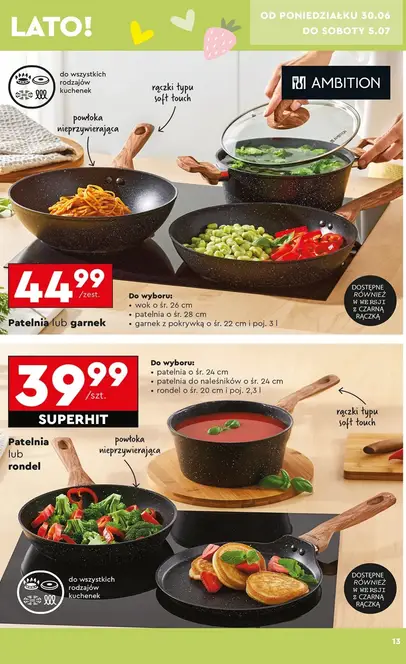 LATO!
OD PONIEDZIAŁKU 30.06
DO SOBOTY 5.07
do wszystkich
rodzajów
kuchenek
rączki typu
soft touch
AMBITION
powłoka
nieprzywierająca
44.99
/zest.
Patelnia lub garnek
Do wyboru:
• wok o śr. 26 cm
• patelnia o śr. 28 cm
• garnek z pokrywką o śr. 22 cm i poj. 3 l
DOSTĘPNE
RÓWNIEŻ
W WERSJI
Z CZARNĄ
RĄCZKĄ
39.99
/szt.
SUPERHIT
Do wyboru:
• patelnia o śr. 24 cm
• patelnia do naleśników o śr. 24 cm
• rondel o śr. 20 cm i poj. 2,3 l
Patelnia
lub
rondel
powłoka
nieprzywierająca
rączki typu
soft touch
do wszystkich
rodzajów
kuchenek
DOSTĘPNE
RÓWNIEŻ
W WERSJI
Z CZARNĄ
RĄCZKĄ
13